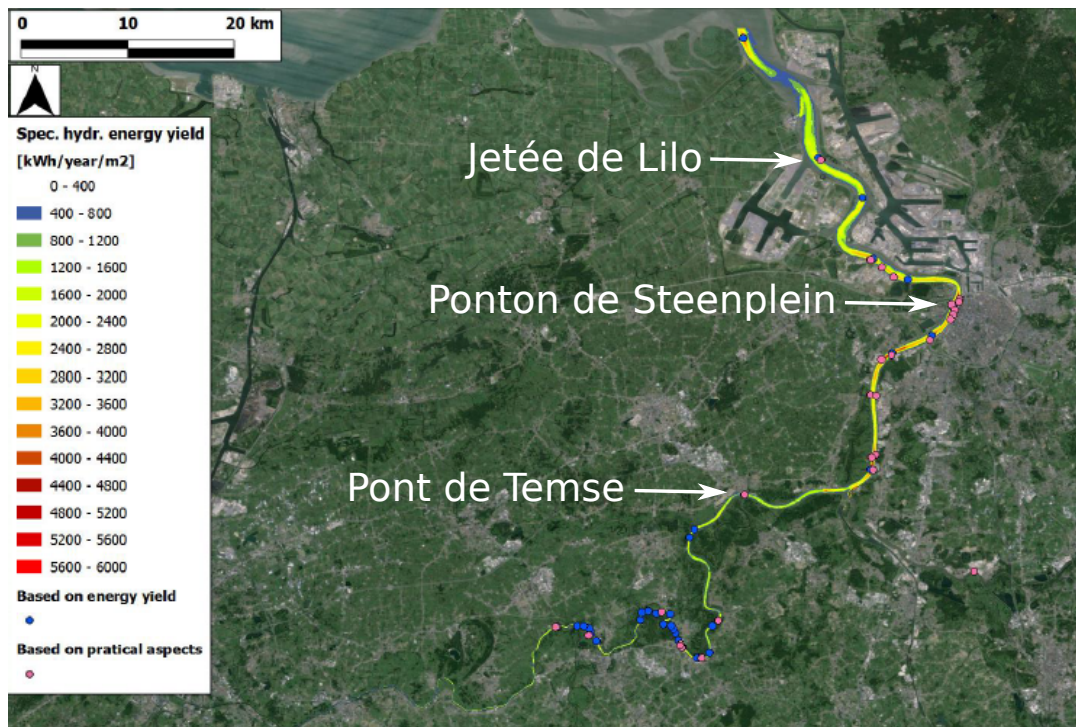 0 10 20 km
N
Spec. hydr. energy yield
[kWh/year/m2]
0 - 400
400 - 800
800 - 1200
1200 - 1600
1600 - 2000
2000 - 2400
2400 - 2800
2800 - 3200
3200 - 3600
3600 - 4000
4000 - 4400
4400 - 4800
4800 - 5200
5200 - 5600
5600 - 6000
Based on energy yield
Based on pratical aspects
Jetée de Lilo
Ponton de Steenplein
Pont de Temse